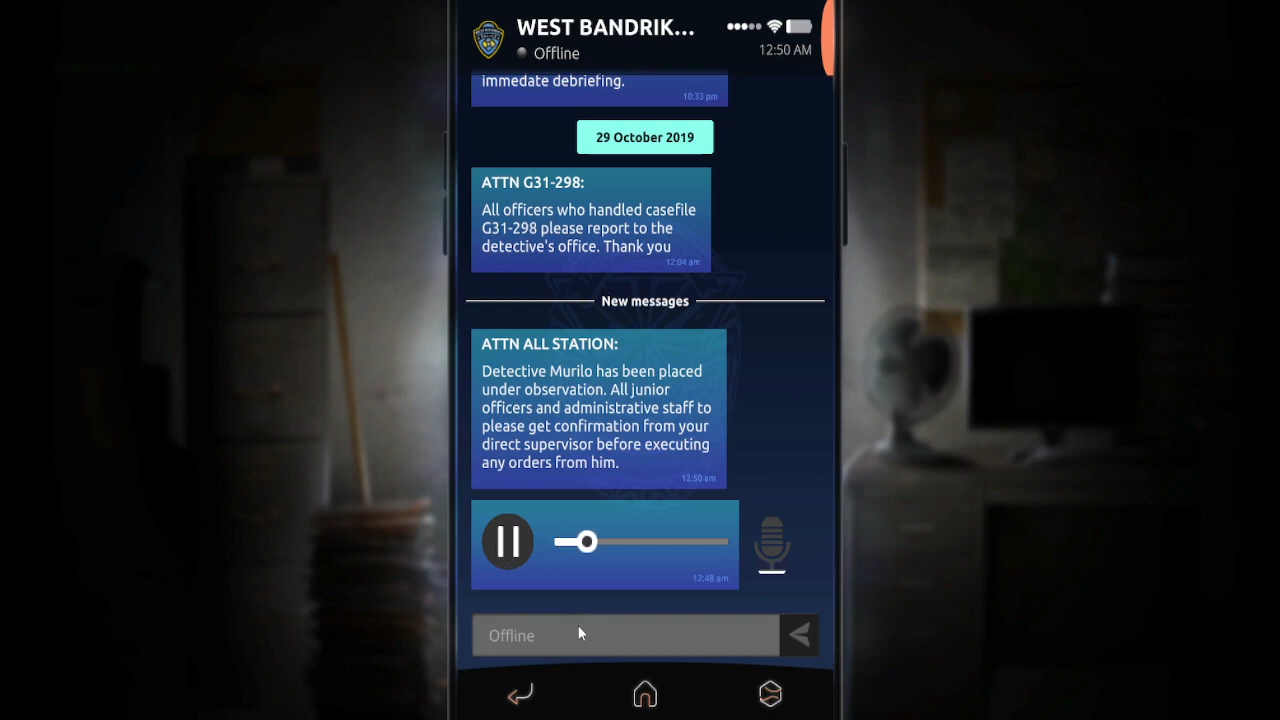 WEST BANDRIK...
Offline
12:50 AM
immedate debriefing.
10:33 pm
29 October 2019
ATTN G31-298:
All officers who handled casefile
G31-298 please report to the
detective's office. Thank you
12:04 am
New messages
ATTN ALL STATION:
Detective Murilo has been placed
under observation. All junior
officers and administrative staff to
please get confirmation from your
direct supervisor before executing
any orders from him.
12:50 am
12:48 am
Offline